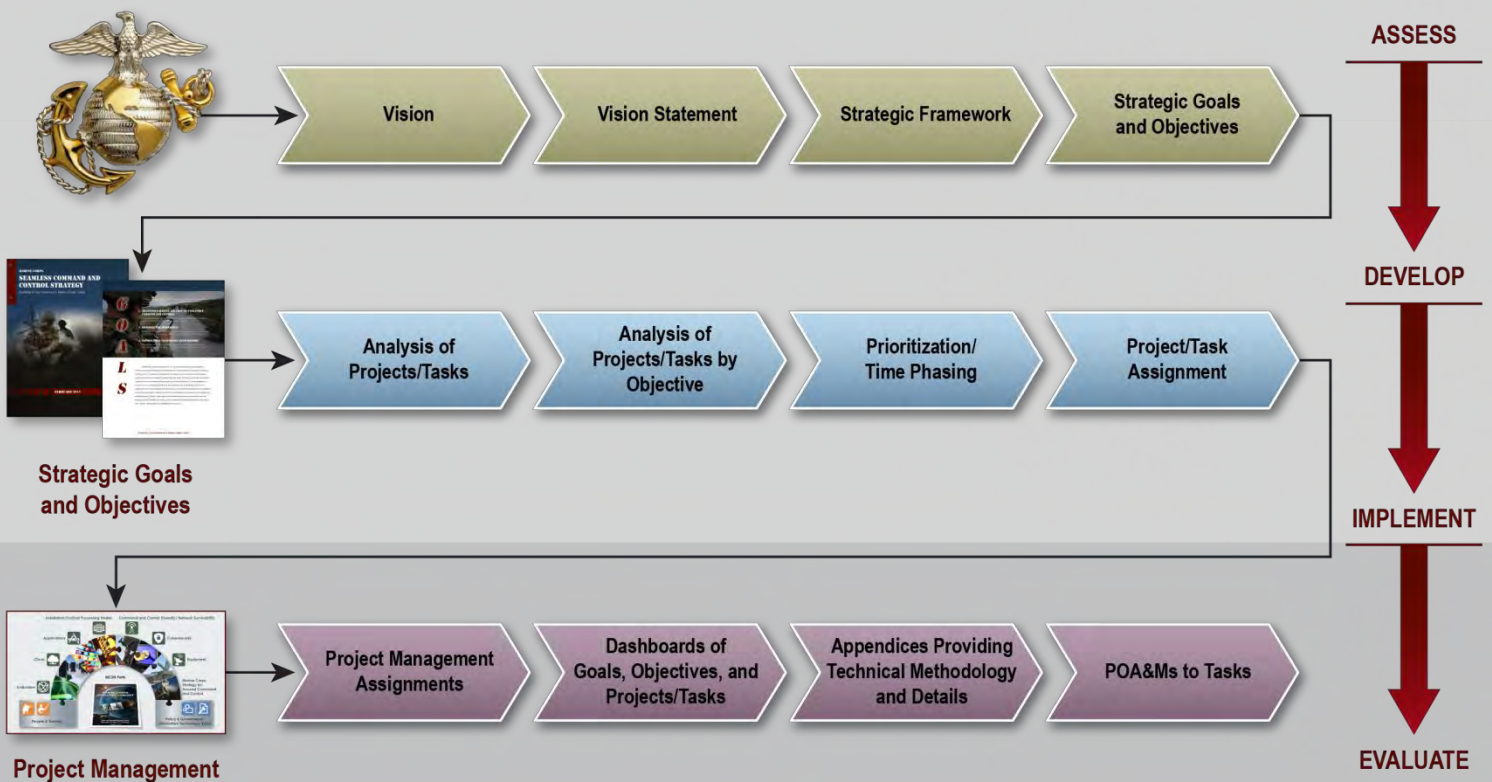 ASSESS
Vision
Vision Statement
Strategic Framework
Strategic Goals
and Objectives
DEVELOP
SEAMLESS COMMAND AND
CONTROL STRATEGY
GOALS
Strategic Goals
and Objectives
Analysis of
Projects/Tasks
Analysis of
Projects/Tasks by
Objective
Prioritization/
Time Phasing
Project/Task
Assignment
IMPLEMENT
Applications
Cloud
Project Management
Project Management
Assignments
Dashboards of
Goals, Objectives, and
Projects/Tasks
Appendices Providing
Technical Methodology
and Details
POA&Ms to Tasks
EVALUATE